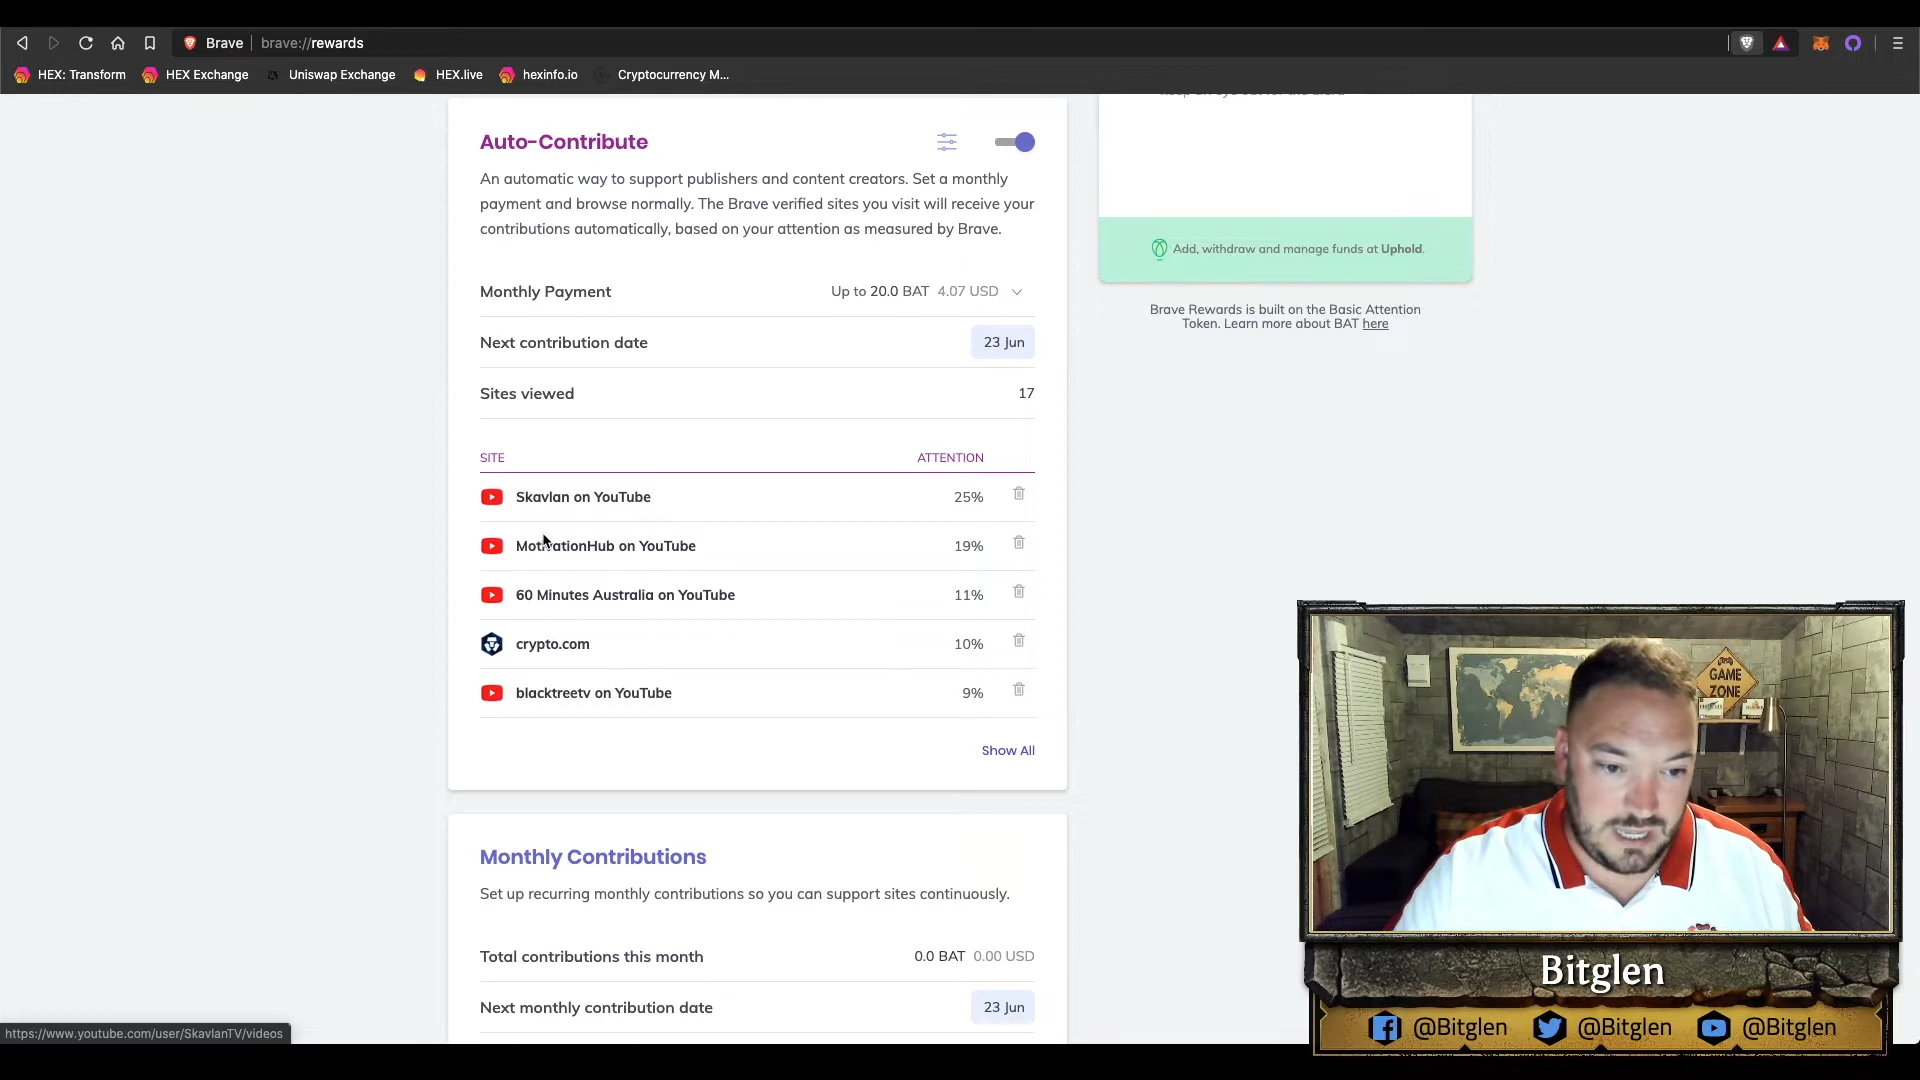 Brave
brave://rewards
HEX: Transform
HEX Exchange
Uniswap Exchange
HEX.live
hexinfo.io
Cryptocurrency M...
Auto-Contribute
An automatic way to support publishers and content creators. Set a monthly
payment and browse normally. The Brave verified sites you visit will receive your
contributions automatically, based on your attention as measured by Brave.
Monthly Payment
Up to 20.0 BAT 4.07 USD
Next contribution date
23 Jun
Sites viewed
17
SITE
ATTENTION
Skavlan on YouTube
25%
MotivationHub on YouTube
19%
60 Minutes Australia on YouTube
11%
crypto.com
10%
blacktreetv on YouTube
9%
Show All
Monthly Contributions
Set up recurring monthly contributions so you can support sites continuously.
Total contributions this month
0.0 BAT 0.00 USD
Next monthly contribution date
23 Jun
https://www.youtube.com/user/SkavlanTV/videos
Add, withdraw and manage funds at Uphold.
Brave Rewards is built on the Basic Attention
Token. Learn more about BAT here
GAME
ZONE
Bitglen
@Bitglen
@Bitglen
@Bitglen